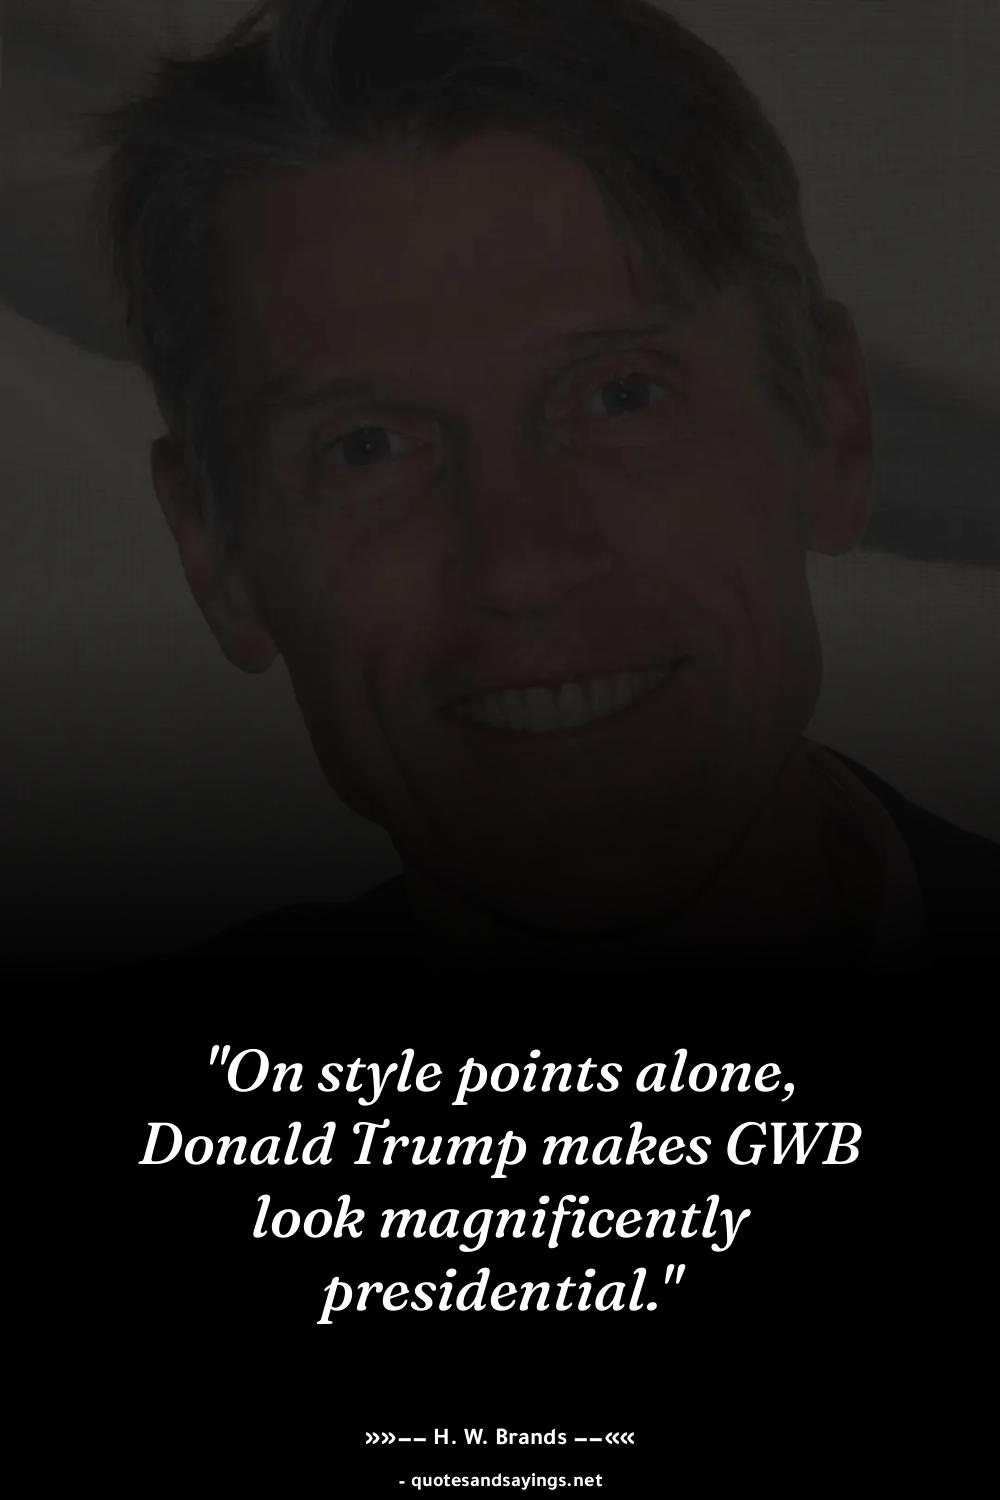 "On style points alone,
Donald Trump makes GWB
look magnificently
presidential."
»»−− H. W. Brands −−««
- quotesandsayings.net